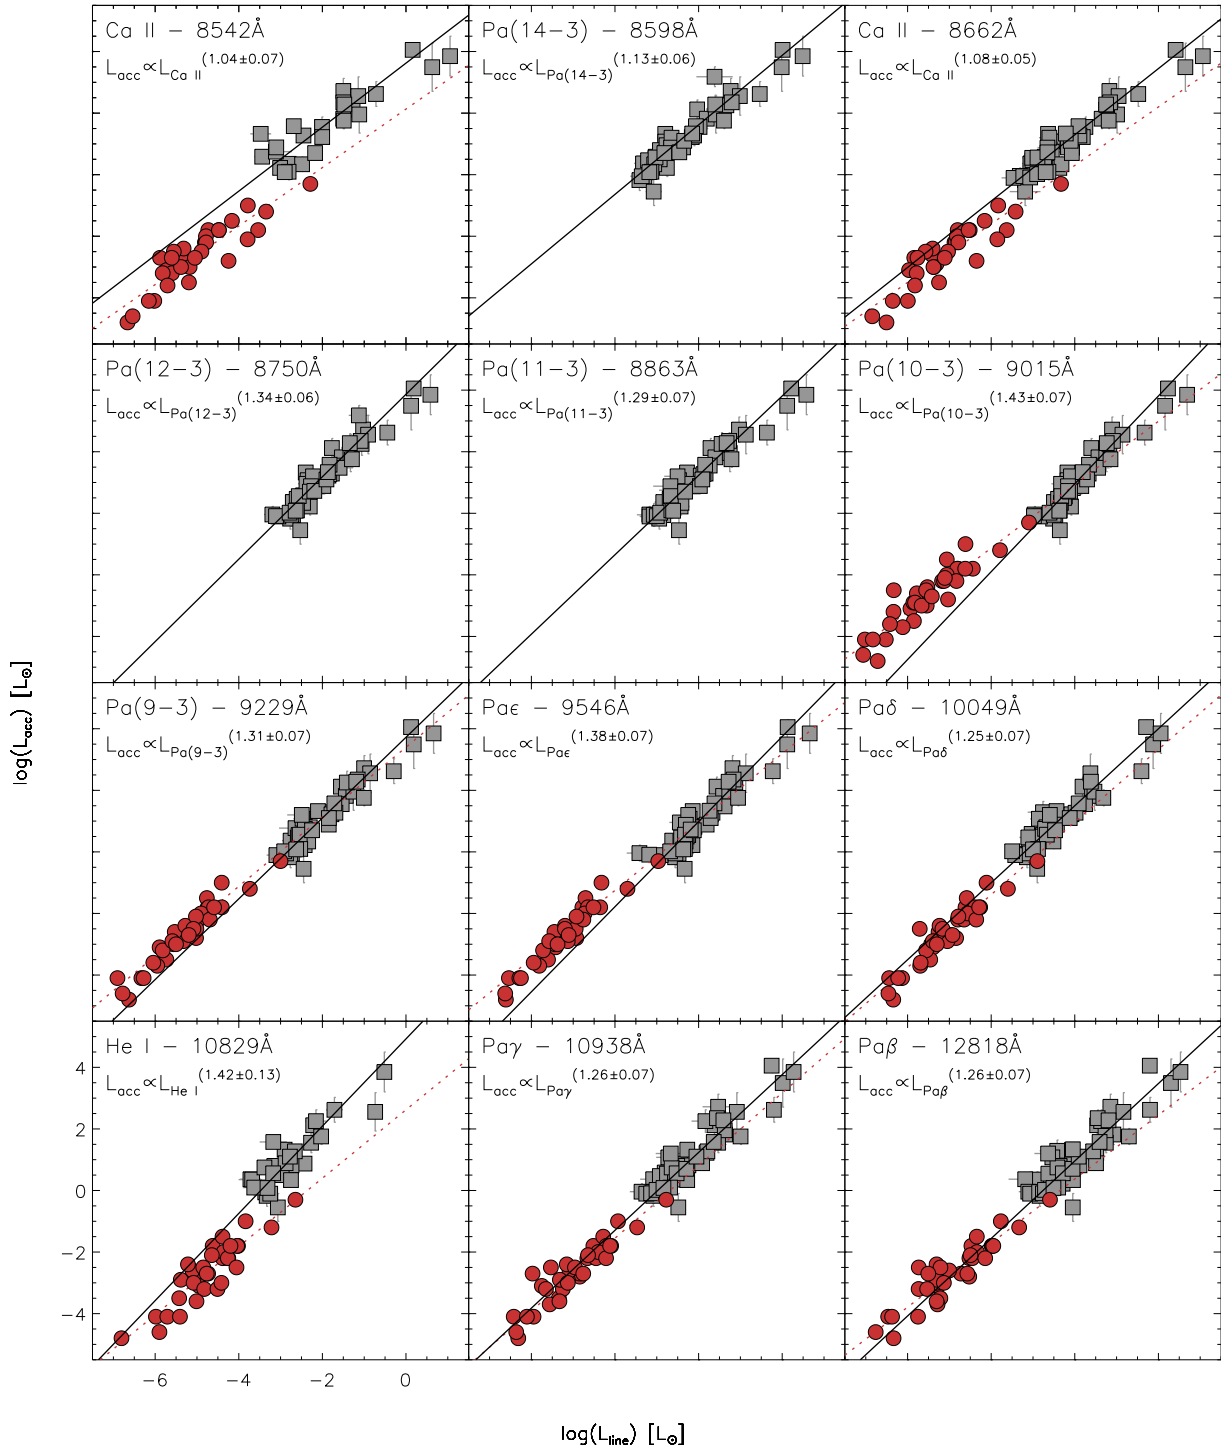 Ca II − 8542Å
L_acc∝L_Ca II^(1.04±0.07)
Pa(14−3) − 8598Å
L_acc∝L_Pa(14−3)^(1.13±0.06)
Ca II − 8662Å
L_acc∝L_Ca II^(1.08±0.05)
Pa(12−3) − 8750Å
L_acc∝L_Pa(12−3)^(1.34±0.06)
Pa(11−3) − 8863Å
L_acc∝L_Pa(11−3)^(1.29±0.07)
Pa(10−3) − 9015Å
L_acc∝L_Pa(10−3)^(1.43±0.07)
log(L_acc) [L_⊙]
Pa(9−3) − 9229Å
L_acc∝L_Pa(9−3)^(1.31±0.07)
Paϵ − 9546Å
L_acc∝L_Paϵ^(1.38±0.07)
Paδ − 10049Å
L_acc∝L_Paδ^(1.25±0.07)
He I − 10829Å
L_acc∝L_He I^(1.42±0.13)
Paγ − 10938Å
L_acc∝L_Paγ^(1.26±0.07)
Paβ − 12818Å
L_acc∝L_Paβ^(1.26±0.07)
4
2
0
−2
−4
−6 −4 −2 0
log(L_line) [L_⊙]